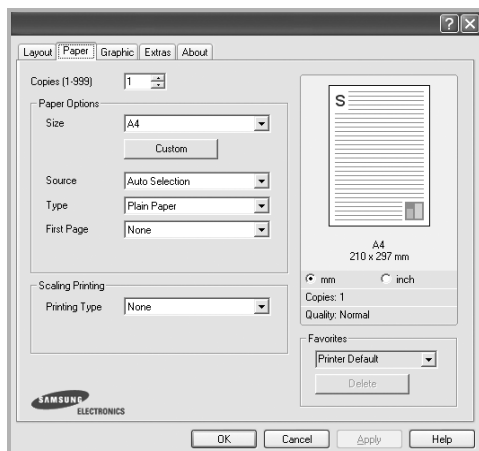 Layout Paper Graphic Extras About
Copies (1-999) 1
Paper Options
Size A4
Custom
Source Auto Selection
Type Plain Paper
First Page None
Scaling Printing
Printing Type None
SAMSUNG
ELECTRONICS
S
A4
210 x 297 mm
mm inch
Copies: 1
Quality: Normal
Favorites
Printer Default
Delete
OK Cancel Apply Help